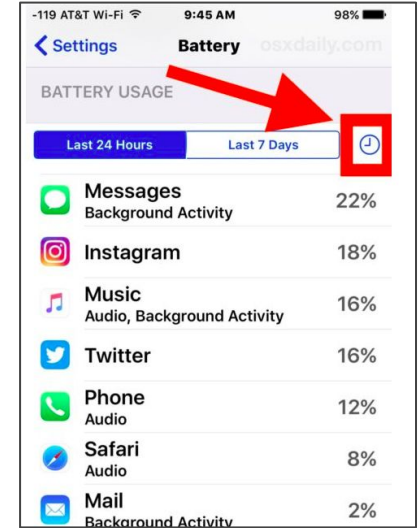 -119 AT&T Wi-Fi 9:45 AM 98%
Settings Battery osxdaily.com
BATTERY USAGE
Last 24 Hours Last 7 Days
Messages 22%
Background Activity
Instagram 18%
Music 16%
Audio, Background Activity
Twitter 16%
Phone 12%
Audio
Safari 8%
Audio
Mail 2%
Background Activity